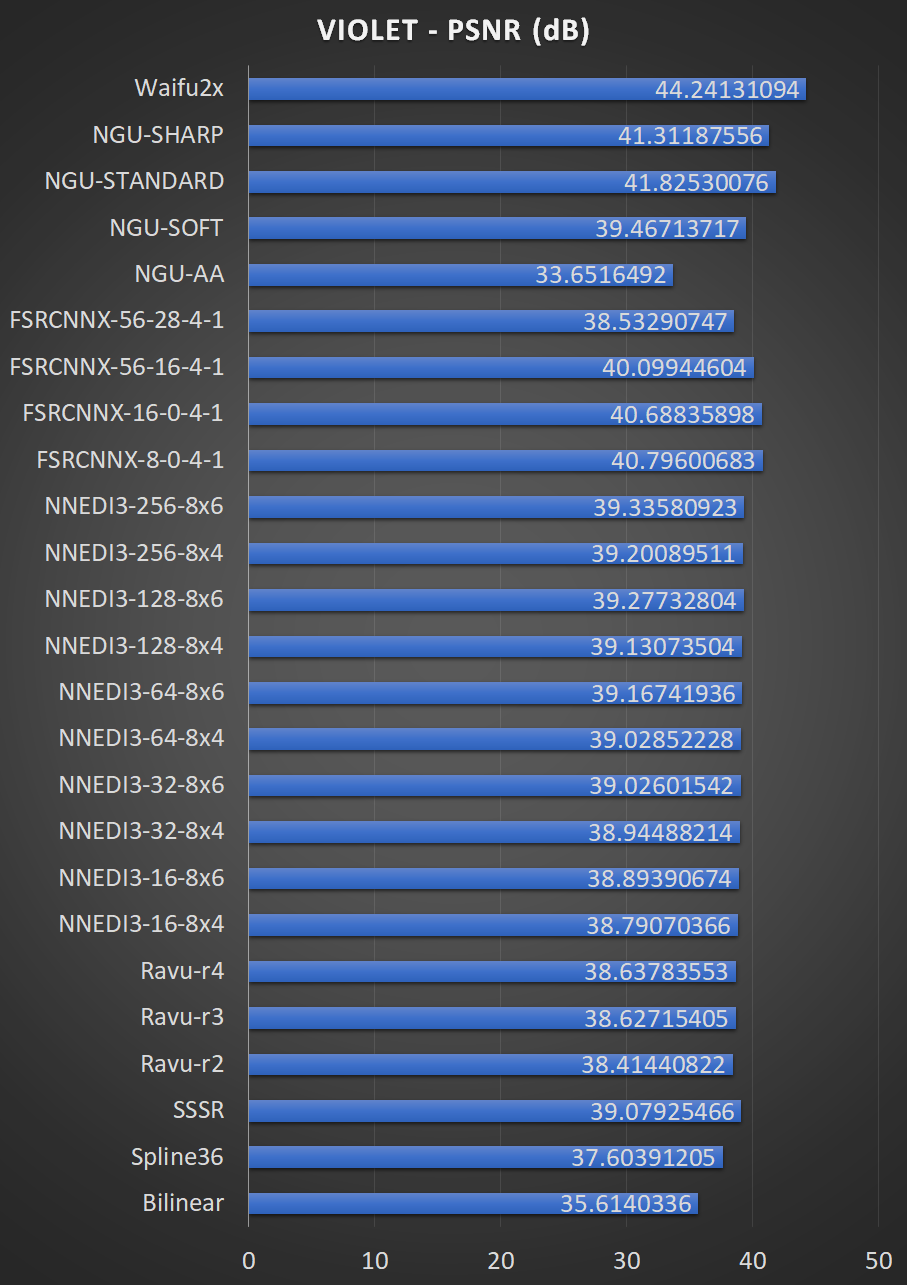 VIOLET - PSNR (dB)
Waifu2x 44.24131094
NGU-SHARP 41.31187556
NGU-STANDARD 41.82530076
NGU-SOFT 39.46713717
NGU-AA 33.6516492
FSRCNNX-56-28-4-1 38.53290747
FSRCNNX-56-16-4-1 40.09944604
FSRCNNX-16-0-4-1 40.68835898
FSRCNNX-8-0-4-1 40.79600683
NNEDI3-256-8x6 39.33580923
NNEDI3-256-8x4 39.20089511
NNEDI3-128-8x6 39.27732804
NNEDI3-128-8x4 39.13073504
NNEDI3-64-8x6 39.16741936
NNEDI3-64-8x4 39.02852228
NNEDI3-32-8x6 39.02601542
NNEDI3-32-8x4 38.94488214
NNEDI3-16-8x6 38.89390674
NNEDI3-16-8x4 38.79070366
Ravu-r4 38.63783553
Ravu-r3 38.62715405
Ravu-r2 38.41440822
SSSR 39.07925466
Spline36 37.60391205
Bilinear 35.6140336
0 10 20 30 40 50